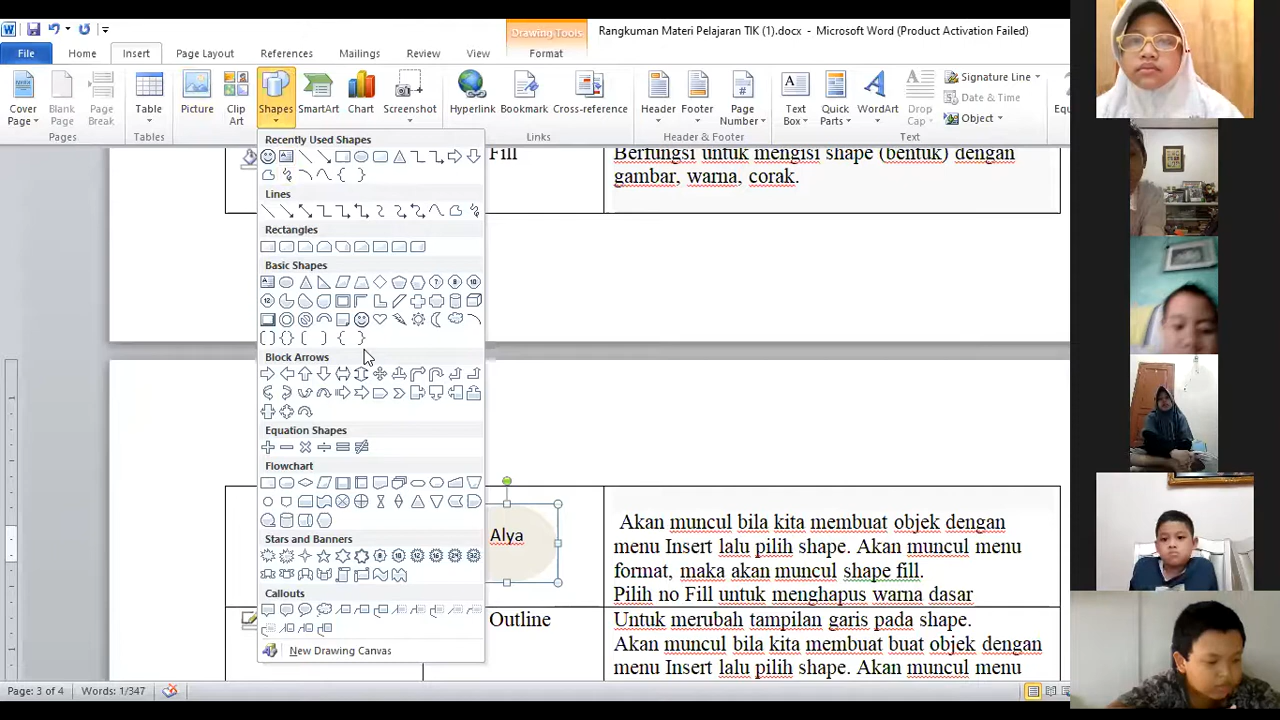 Drawing Tools
Rangkuman Materi Pelajaran TIK (1).docx - Microsoft Word (Product Activation Failed)
File Home Insert Page Layout References Mailings Review View Format
Cover Page Blank Page Page Break Table Picture Clip Art Shapes SmartArt Chart Screenshot Hyperlink Bookmark Cross-reference Header Footer Page Number Text Box Quick Parts WordArt Drop Cap
Signature Line
Date & Time
Object
Pages Tables Links Header & Footer Text
Recently Used Shapes
Lines
Rectangles
Basic Shapes
Block Arrows
Equation Shapes
Flowchart
Stars and Banners
Callouts
New Drawing Canvas
Fill
Berfungsi untuk mengisi shape (bentuk) dengan
gambar, warna, corak.
Alya
Akan muncul bila kita membuat objek dengan
menu Insert lalu pilih shape. Akan muncul menu
format, maka akan muncul shape fill.
Pilih no Fill untuk menghapus warna dasar
Outline
Untuk merubah tampilan garis pada shape.
Akan muncul bila kita membuat buat objek dengan
menu Insert lalu pilih shape. Akan muncul menu
Page: 3 of 4 Words: 1/347